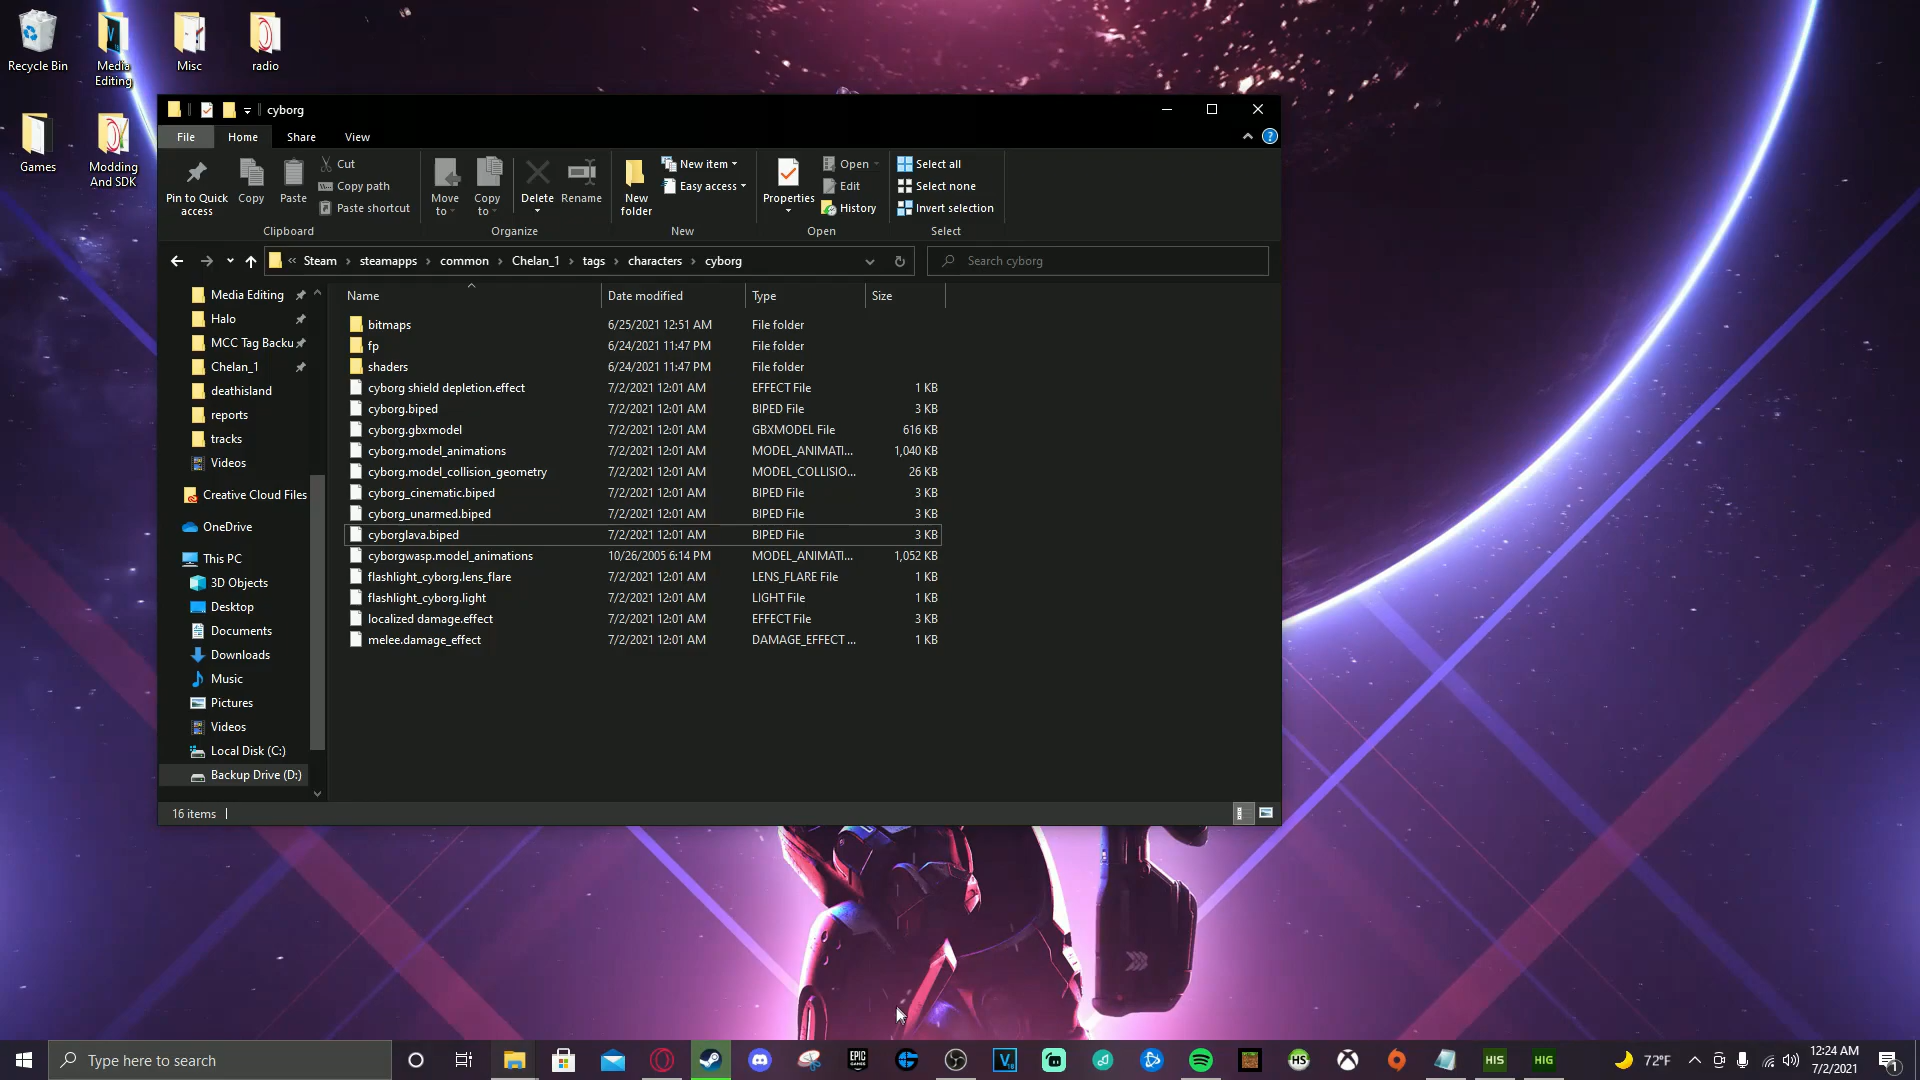 Recycle Bin
Media Editing
Misc
radio
Games
Modding And SDK
cyborg
File
Home
Share
View
Pin to Quick access
Copy
Paste
Cut
Copy path
Paste shortcut
Clipboard
Move to
Copy to
Delete
Rename
Organize
New folder
New item
Easy access
New
Properties
Open
Edit
History
Open
Select all
Select none
Invert selection
Select
« Steam > steamapps > common > Chelan_1 > tags > characters > cyborg
Search cyborg
Media Editing
Halo
MCC Tag Backu
Chelan_1
deathisland
reports
tracks
Videos
Creative Cloud Files
OneDrive
This PC
3D Objects
Desktop
Documents
Downloads
Music
Pictures
Videos
Local Disk (C:)
Backup Drive (D:)
Name Date modified Type Size
bitmaps 6/25/2021 12:51 AM File folder
fp 6/24/2021 11:47 PM File folder
shaders 6/24/2021 11:47 PM File folder
cyborg shield depletion.effect 7/2/2021 12:01 AM EFFECT File 1 KB
cyborg.biped 7/2/2021 12:01 AM BIPED File 3 KB
cyborg.gbxmodel 7/2/2021 12:01 AM GBXMODEL File 616 KB
cyborg.model_animations 7/2/2021 12:01 AM MODEL_ANIMATI... 1,040 KB
cyborg.model_collision_geometry 7/2/2021 12:01 AM MODEL_COLLISIO... 26 KB
cyborg_cinematic.biped 7/2/2021 12:01 AM BIPED File 3 KB
cyborg_unarmed.biped 7/2/2021 12:01 AM BIPED File 3 KB
cyborglava.biped 7/2/2021 12:01 AM BIPED File 3 KB
cyborgwasp.model_animations 10/26/2005 6:14 PM MODEL_ANIMATI... 1,052 KB
flashlight_cyborg.lens_flare 7/2/2021 12:01 AM LENS_FLARE File 1 KB
flashlight_cyborg.light 7/2/2021 12:01 AM LIGHT File 1 KB
localized damage.effect 7/2/2021 12:01 AM EFFECT File 3 KB
melee.damage_effect 7/2/2021 12:01 AM DAMAGE_EFFECT ... 1 KB
16 items
Type here to search
EPIC GAMES
V
HS
HIS
HIG
72°F
12:24 AM
7/2/2021
1